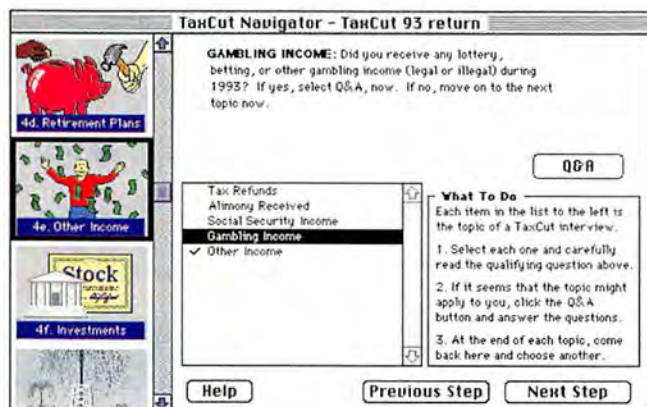 TaxCut Navigator - TaxCut 93 return
4d. Retirement Plans
4e. Other Income
Stock
4f. Investments
GAMBLING INCOME: Did you receive any lottery,
betting, or other gambling income (legal or illegal) during
1993? If yes, select Q&A, now. If no, move on to the next
topic now.
Q&A
Tax Refunds
Alimony Received
Social Security Income
Gambling Income
✓ Other Income
What To Do
Each item in the list to the left is
the topic of a TaxCut interview.
1. Select each one and carefully
read the qualifying question above.
2. If it seems that the topic might
apply to you, click the Q&A
button and answer the questions.
3. At the end of each topic, come
back here and choose another.
Help
Previous Step
Next Step